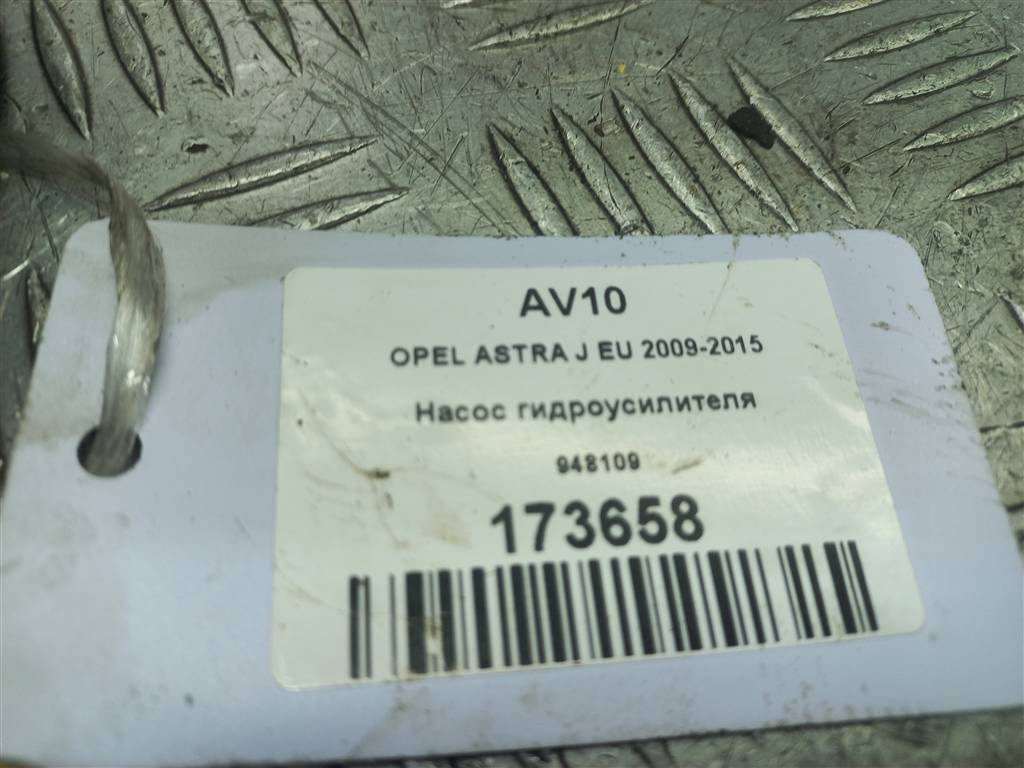 AV10
OPEL ASTRA J EU 2009-2015
Насос гидроусилителя
948109
173658